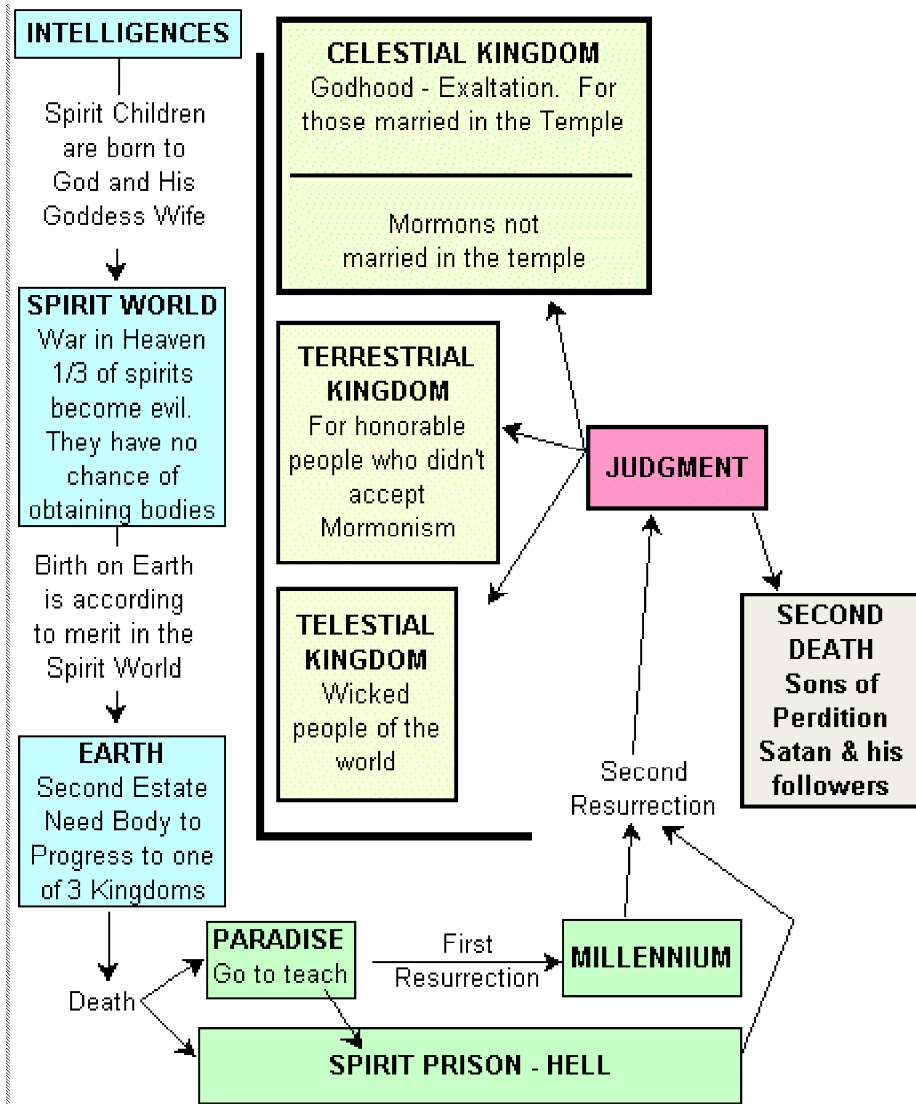 INTELLIGENCES
Spirit Children
are born to
God and His
Goddess Wife
SPIRIT WORLD
War in Heaven
1/3 of spirits
become evil.
They have no
chance of
obtaining bodies
Birth on Earth
is according
to merit in the
Spirit World
EARTH
Second Estate
Need Body to
Progress to one
of 3 Kingdoms
Death
PARADISE
Go to teach
First
Resurrection
MILLENNIUM
SPIRIT PRISON - HELL
Second
Resurrection
JUDGMENT
CELESTIAL KINGDOM
Godhood - Exaltation. For
those married in the Temple
Mormons not
married in the temple
TERRESTRIAL
KINGDOM
For honorable
people who didn't
accept
Mormonism
TELESTIAL
KINGDOM
Wicked
people of the
world
SECOND
DEATH
Sons of
Perdition
Satan & his
followers